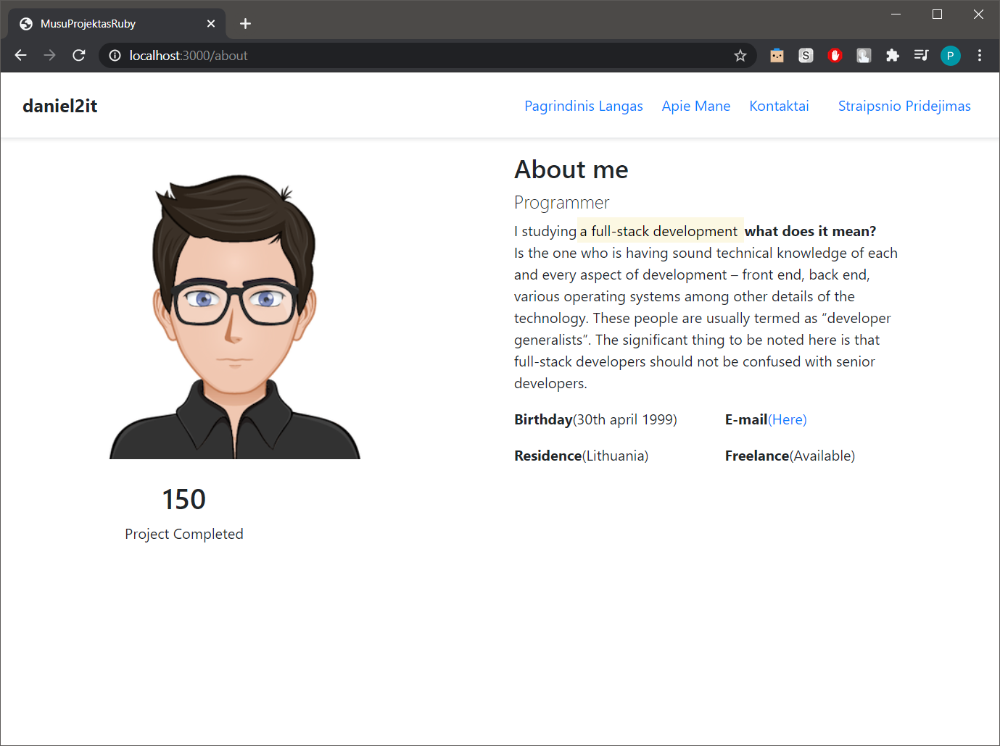 MusuProjektasRuby
localhost:3000/about
S
P
daniel2it
Pagrindinis Langas Apie Mane Kontaktai Straipsnio Pridejimas
About me
Programmer
I studying a full-stack development what does it mean?
Is the one who is having sound technical knowledge of each
and every aspect of development – front end, back end,
various operating systems among other details of the
technology. These people are usually termed as “developer
generalists”. The significant thing to be noted here is that
full-stack developers should not be confused with senior
developers.
Birthday(30th april 1999) E-mail(Here)
Residence(Lithuania) Freelance(Available)
150
Project Completed